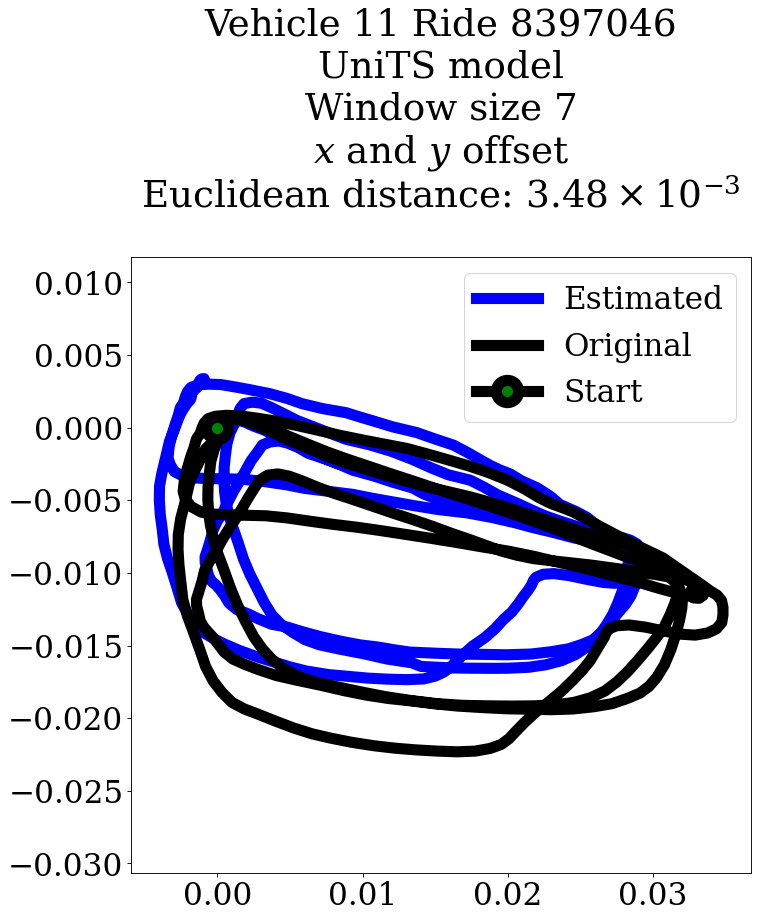 Vehicle 11 Ride 8397046
UniTS model
Window size 7
x and y offset
Euclidean distance: 3.48 × 10⁻³
0.010
0.005
0.000
−0.005
−0.010
−0.015
−0.020
−0.025
−0.030
Estimated
Original
Start
0.00 0.01 0.02 0.03